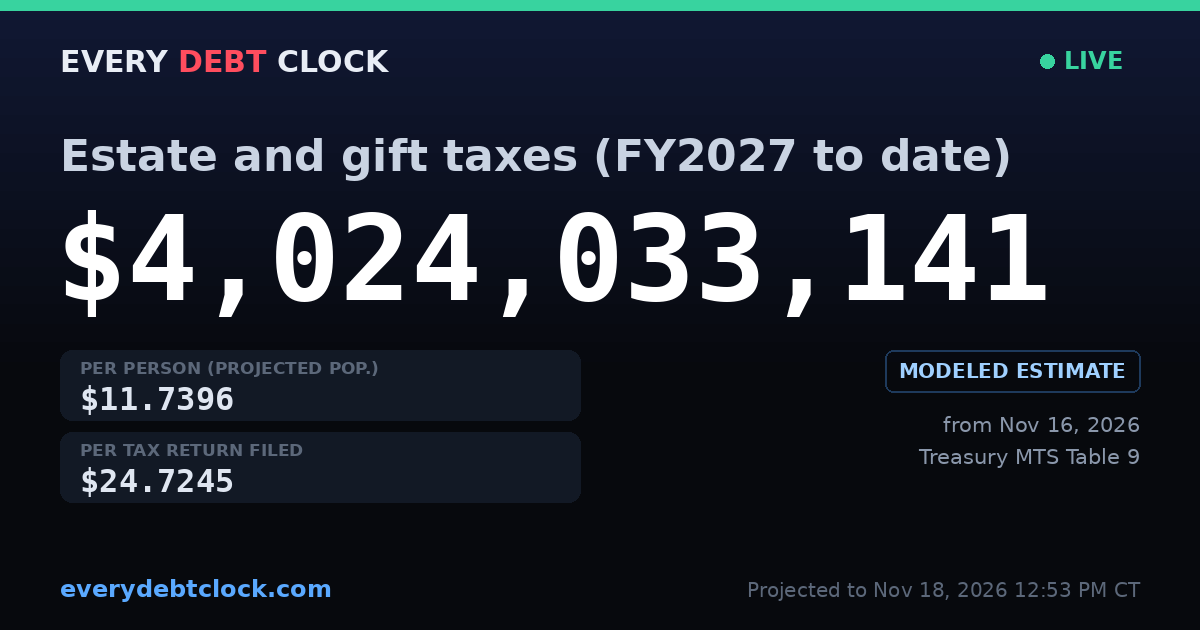 EVERY DEBT CLOCK
LIVE
Estate and gift taxes (FY2027 to date)
$4,024,033,141
PER PERSON (PROJECTED POP.)
$11.7396
PER TAX RETURN FILED
$24.7245
MODELED ESTIMATE
from Nov 16, 2026
Treasury MTS Table 9
everydebtclock.com
Projected to Nov 18, 2026 12:53 PM CT